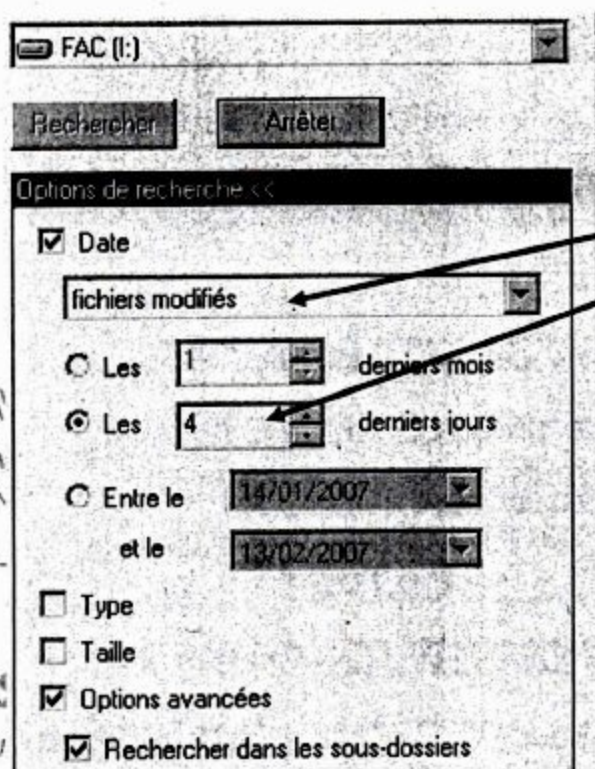 FAC (I:)
Rechercher Arrêter
Options de recherche <<
Date
fichiers modifiés
Les 1 derniers mois
Les 4 derniers jours
Entre le 14/01/2007
et le 13/02/2007
Type
Taille
Options avancées
Rechercher dans les sous-dossiers